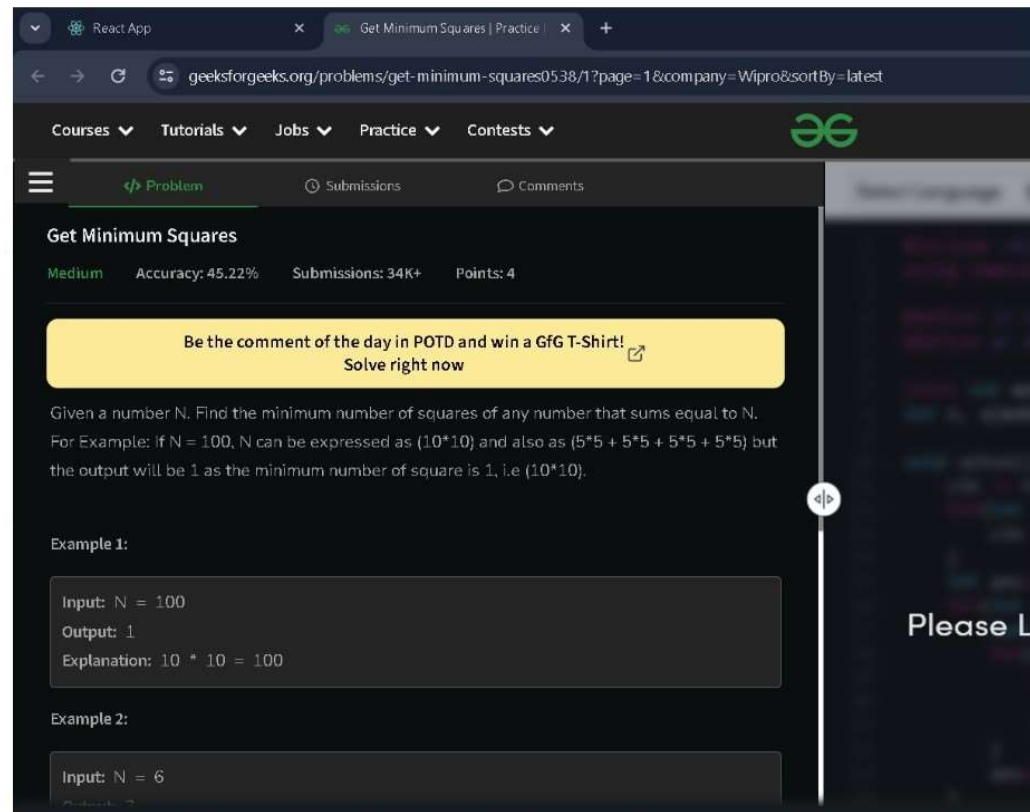 React App
Get Minimum Squares | Practice |
geeksforgeeks.org/problems/get-minimum-squares0538/1?page=1&company=Wipro&sortBy=latest
Courses Tutorials Jobs Practice Contests
</> Problem Submissions Comments
Get Minimum Squares
Medium Accuracy: 45.22% Submissions: 34K+ Points: 4
Be the comment of the day in POTD and win a GfG T-Shirt!
Solve right now
Given a number N. Find the minimum number of squares of any number that sums equal to N.
For Example: If N = 100, N can be expressed as (10*10) and also as (5*5 + 5*5 + 5*5 + 5*5) but
the output will be 1 as the minimum number of square is 1, i.e (10*10).
Example 1:
Input: N = 100
Output: 1
Explanation: 10 * 10 = 100
Please L
Example 2:
Input: N = 6